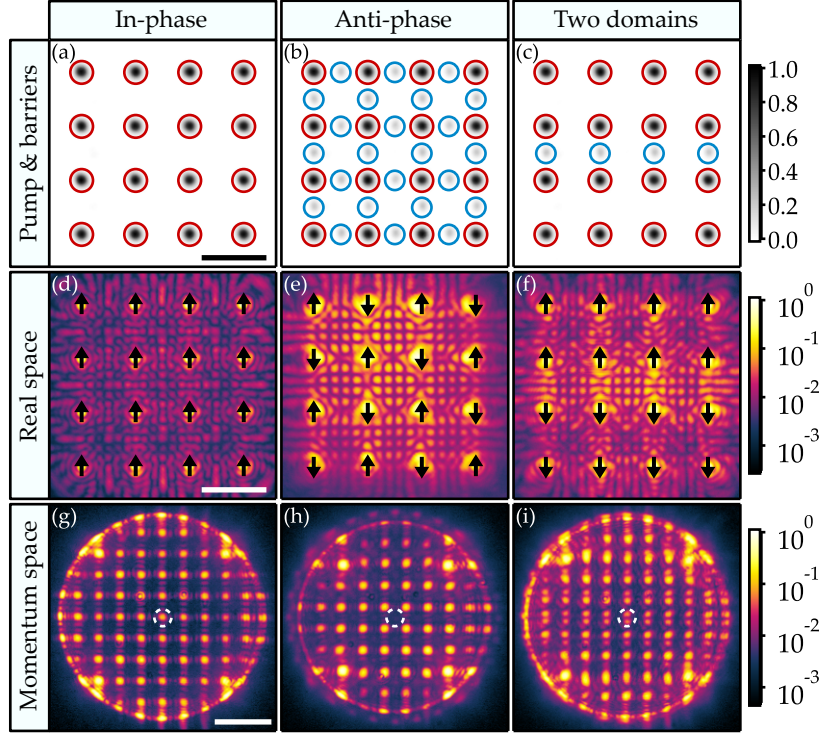 In-phase
Anti-phase
Two domains
Pump & barriers
(a)
(b)
(c)
1.0
0.8
0.6
0.4
0.2
0.0
Real space
(d)
(e)
(f)
10^0
10^-1
10^-2
10^-3
Momentum space
(g)
(h)
(i)
10^0
10^-1
10^-2
10^-3